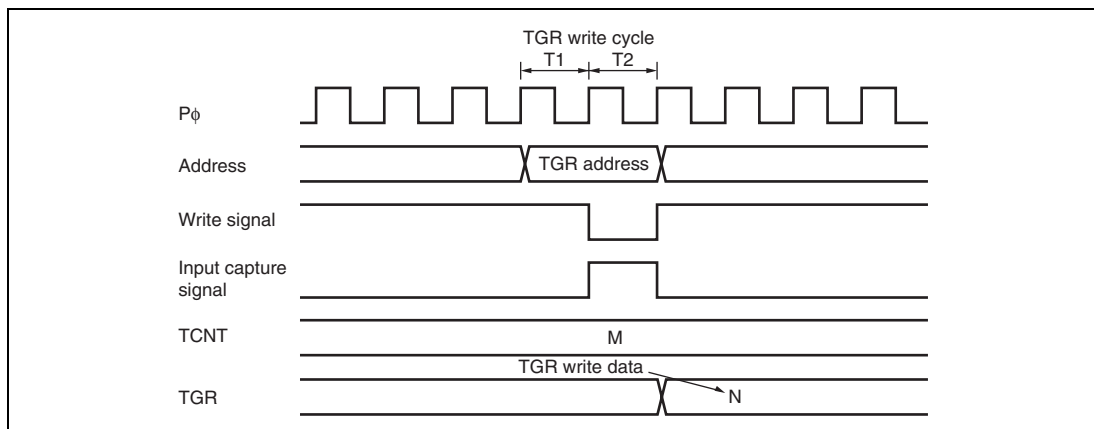 TGR write cycle
T1 T2
Pϕ
Address TGR address
Write signal
Input capture
signal
TCNT M
TGR write data
TGR N